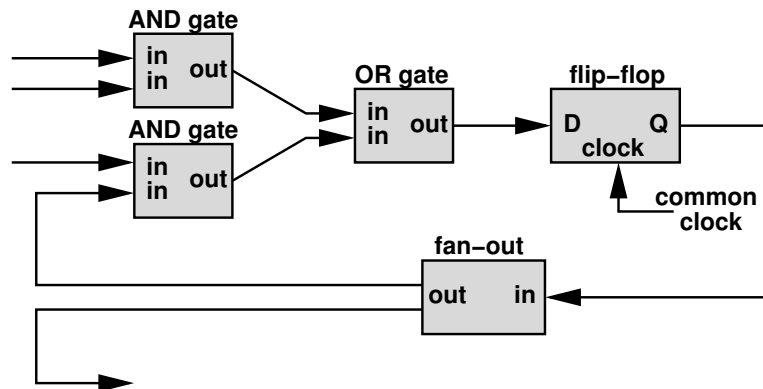 AND gate
in
in
out
AND gate
in
in
out
OR gate
in
in
out
flip−flop
D
Q
clock
common
clock
fan−out
out
in